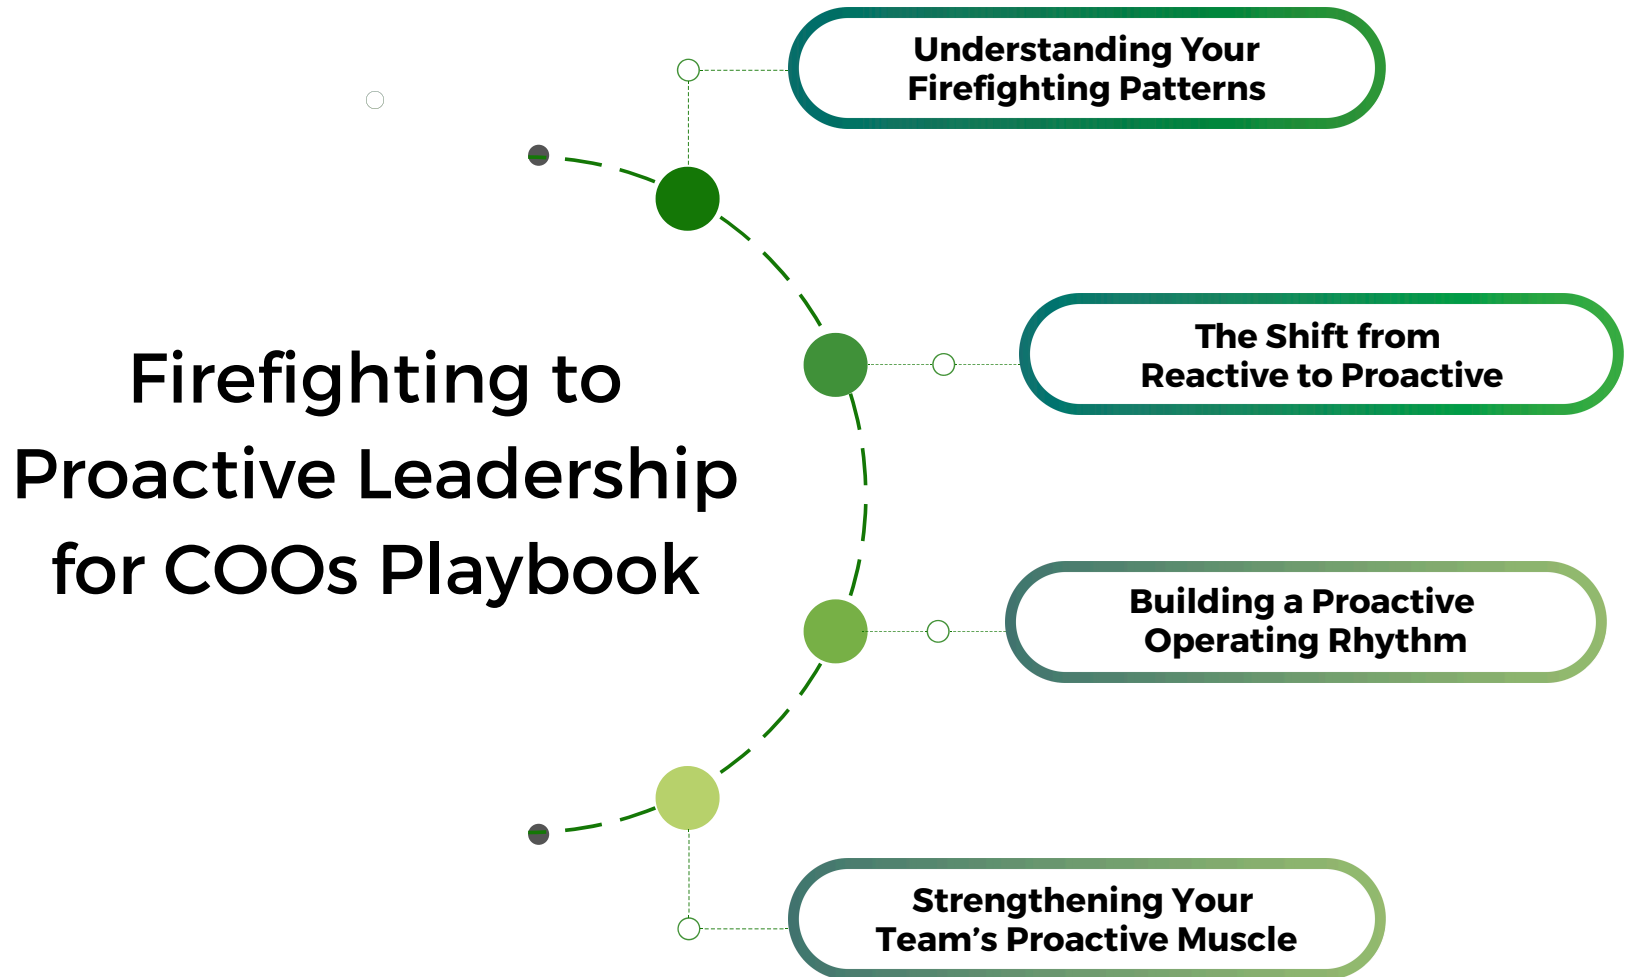 Understanding Your
Firefighting Patterns
The Shift from
Reactive to Proactive
Firefighting to
Proactive Leadership
for COOs Playbook
Building a Proactive
Operating Rhythm
Strengthening Your
Team’s Proactive Muscle